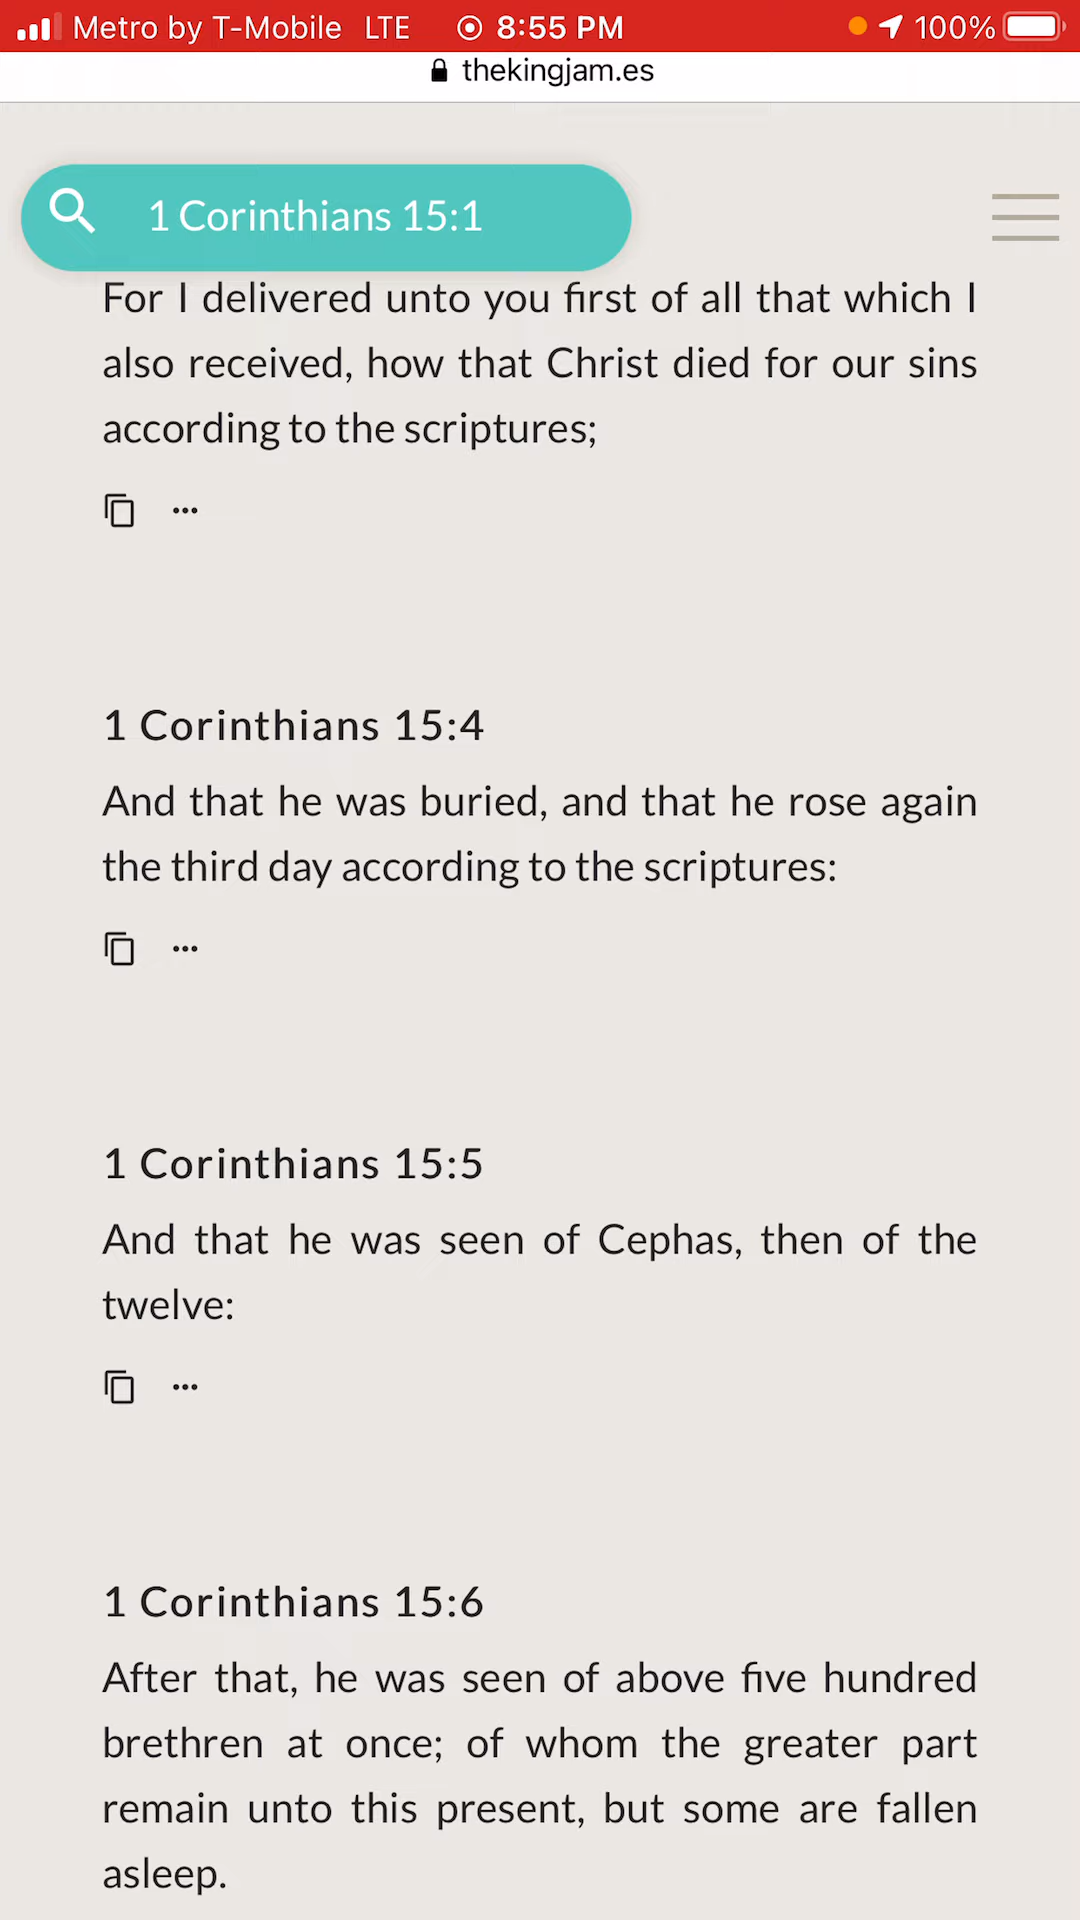 Metro by T-Mobile LTE 8:55 PM 100%
thekingjam.es
1 Corinthians 15:1
For I delivered unto you first of all that which I
also received, how that Christ died for our sins
according to the scriptures;
...
1 Corinthians 15:4
And that he was buried, and that he rose again
the third day according to the scriptures:
...
1 Corinthians 15:5
And that he was seen of Cephas, then of the
twelve:
...
1 Corinthians 15:6
After that, he was seen of above five hundred
brethren at once; of whom the greater part
remain unto this present, but some are fallen
asleep.